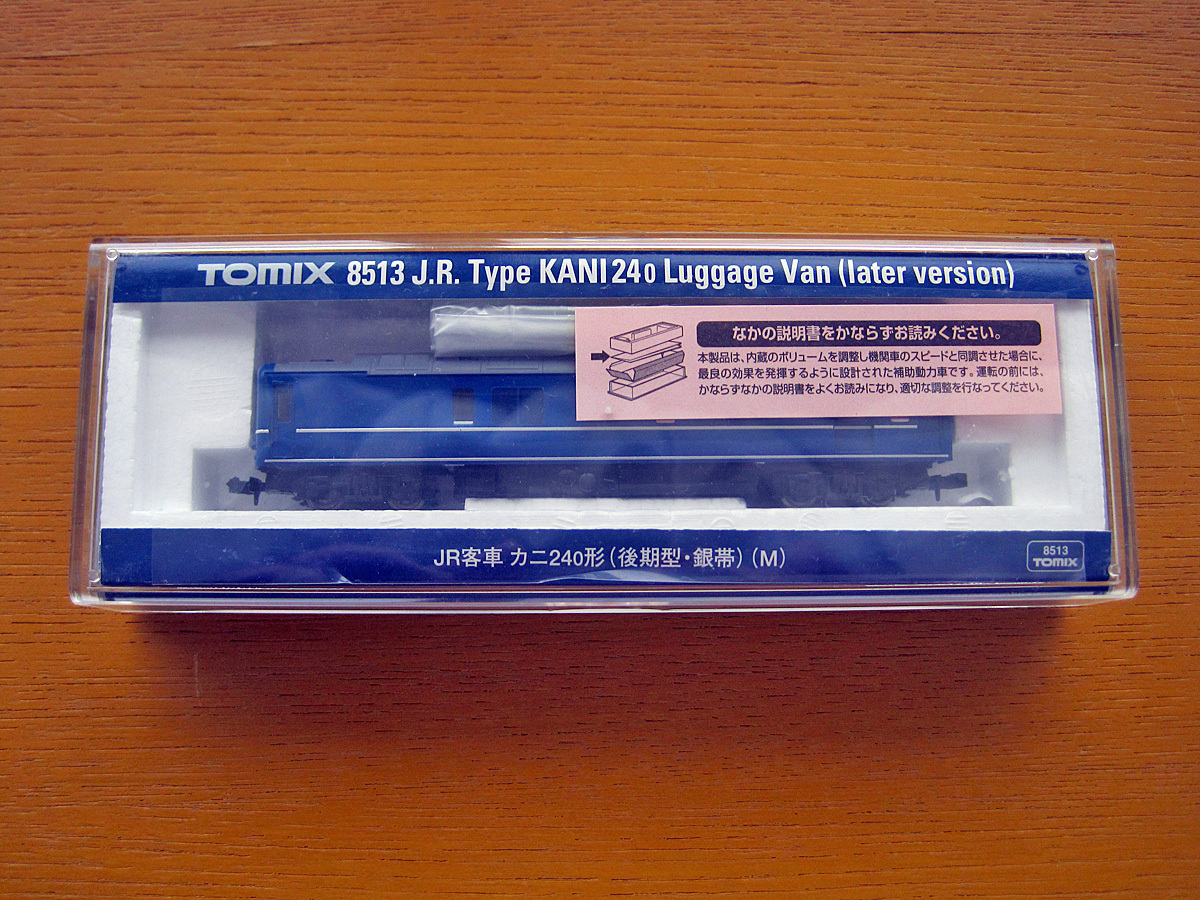 TOMIX 8513 J.R. Type KANI24₀ Luggage Van (later version)
なかの説明書をかならずお読みください。
本製品は、内蔵のボリュームを調整し機関車のスピードと同調させた場合に、
最良の効果を発揮するように設計された補助動力車です。運転の前には、
かならずなかの説明書をよくお読みになり、適切な調整を行なってください。
JR客車 カニ24₀形(後期型・銀帯)(M)
8513
TOMIX